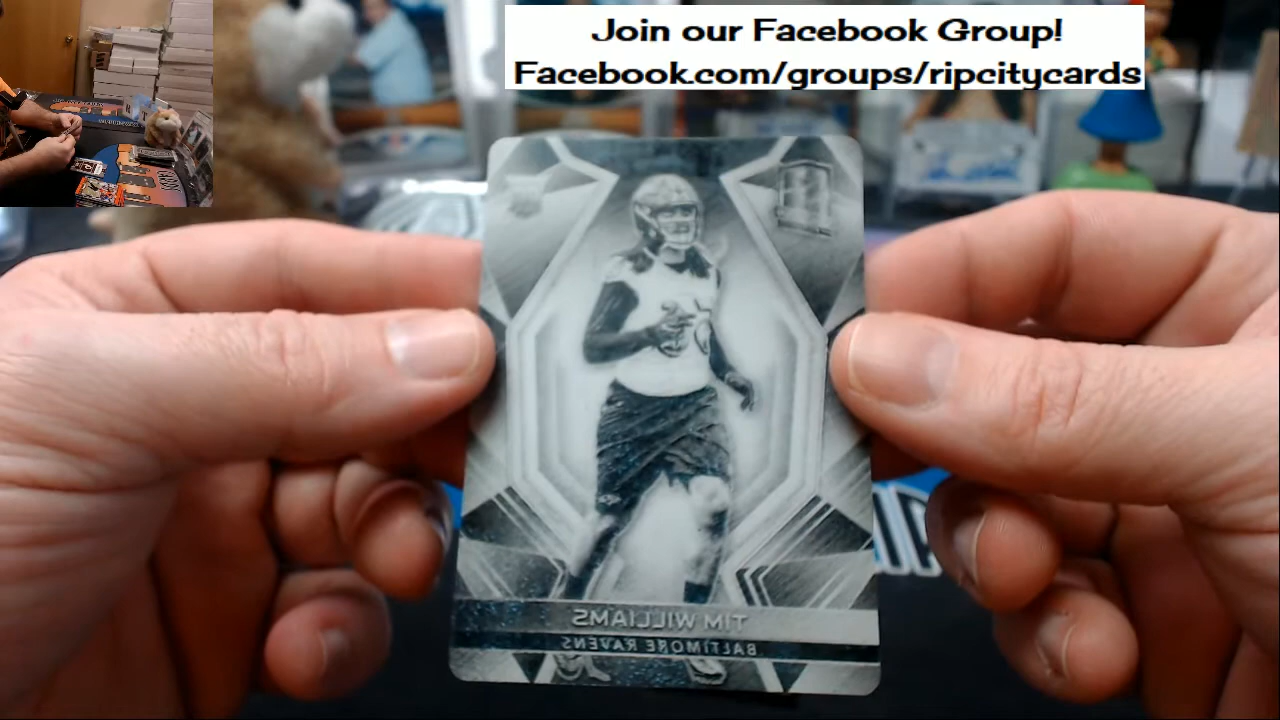 Join our Facebook Group!
Facebook.com/groups/ripcitycards
TIM WILLIAMS
BALTIMORE RAVENS